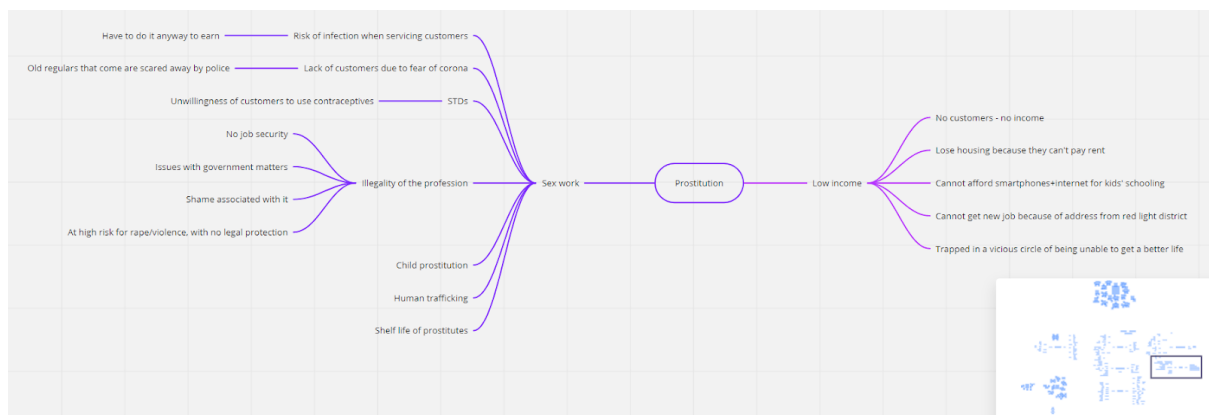 Have to do it anyway to earn
Risk of infection when servicing customers
Old regulars that come are scared away by police
Lack of customers due to fear of corona
Unwillingness of customers to use contraceptives
STDs
No job security
Issues with government matters
Illegality of the profession
Shame associated with it
At high risk for rape/violence, with no legal protection
Child prostitution
Human trafficking
Shelf life of prostitutes
Sex work
Prostitution
Low income
No customers - no income
Lose housing because they can't pay rent
Cannot afford smartphones+internet for kids' schooling
Cannot get new job because of address from red light district
Trapped in a vicious circle of being unable to get a better life